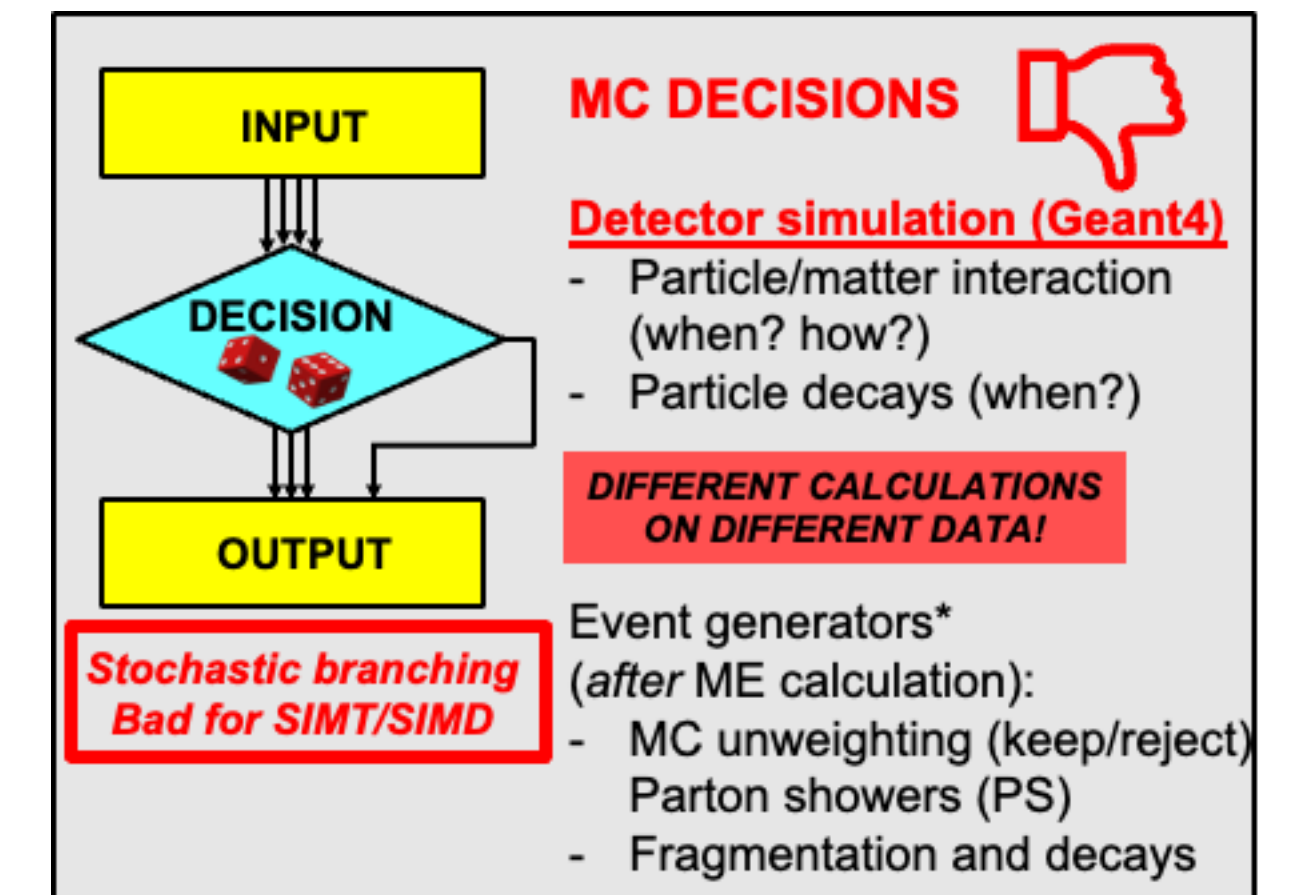 INPUT
DECISION
OUTPUT
Stochastic branching
Bad for SIMT/SIMD
MC DECISIONS
Detector simulation (Geant4)
- Particle/matter interaction
(when? how?)
- Particle decays (when?)
DIFFERENT CALCULATIONS
ON DIFFERENT DATA!
Event generators*
(after ME calculation):
- MC unweighting (keep/reject)
Parton showers (PS)
- Fragmentation and decays